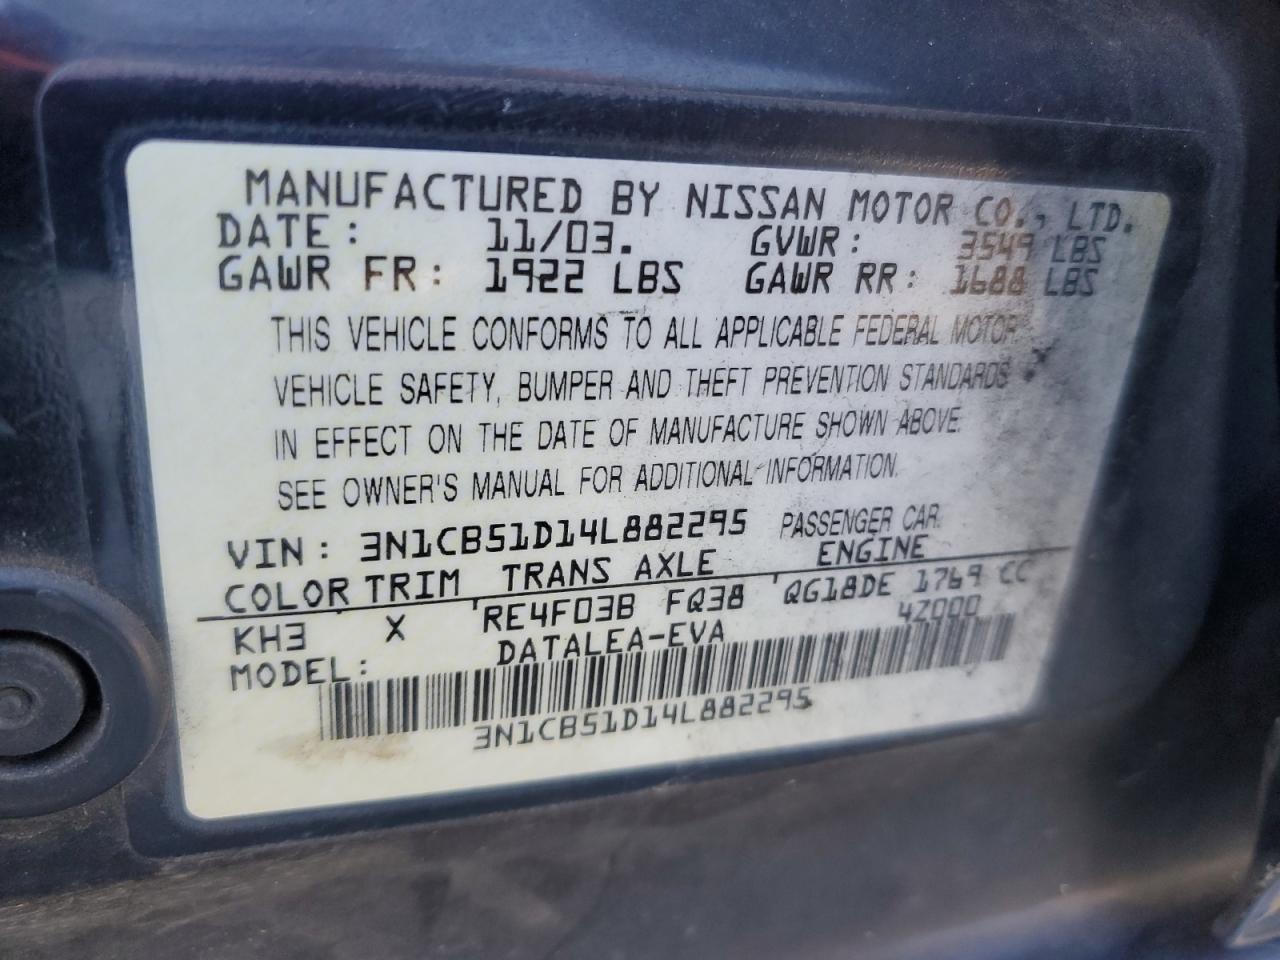 MANUFACTURED BY NISSAN MOTOR CO., LTD.
DATE: 11/03. GVWR: 3549 LBS
GAWR FR: 1922 LBS GAWR RR: 1688 LBS
THIS VEHICLE CONFORMS TO ALL APPLICABLE FEDERAL MOTOR
VEHICLE SAFETY, BUMPER AND THEFT PREVENTION STANDARDS
IN EFFECT ON THE DATE OF MANUFACTURE SHOWN ABOVE.
SEE OWNER'S MANUAL FOR ADDITIONAL INFORMATION.
VIN: 3N1CB51D14L882295 PASSENGER CAR.
COLOR TRIM TRANS AXLE ENGINE
KH3 X RE4F03B FQ38 QG18DE 1769 CC
MODEL: DATALEA-EVA 4Z000
3N1CB51D14L882295